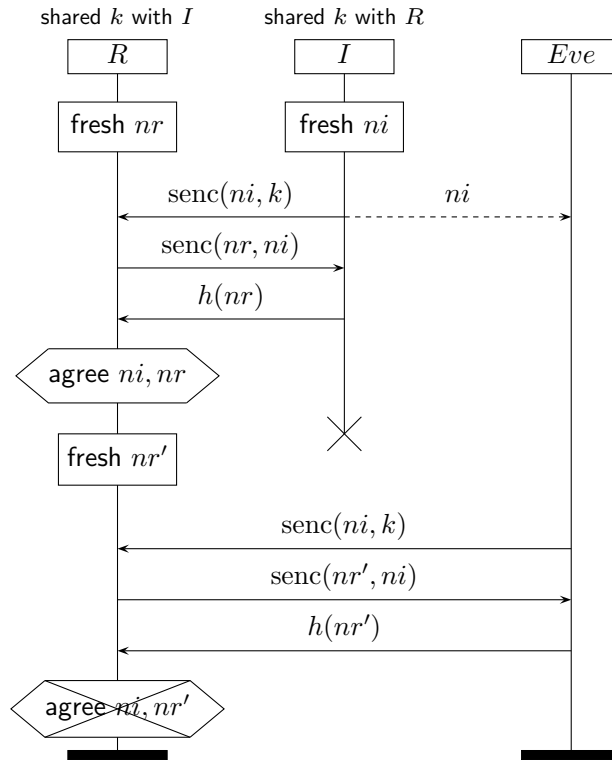 shared k with I
shared k with R
R
I
Eve
fresh nr
fresh ni
senc(ni, k)
ni
senc(nr, ni)
h(nr)
agree ni, nr
fresh nr′
senc(ni, k)
senc(nr′, ni)
h(nr′)
agree ni, nr′